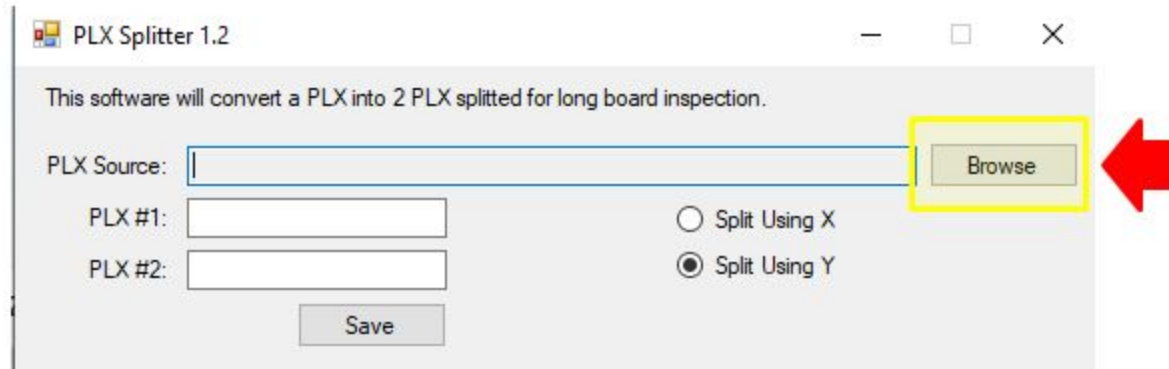 PLX Splitter 1.2
This software will convert a PLX into 2 PLX splitted for long board inspection.
PLX Source:
Browse
PLX #1:
Split Using X
PLX #2:
Split Using Y
Save